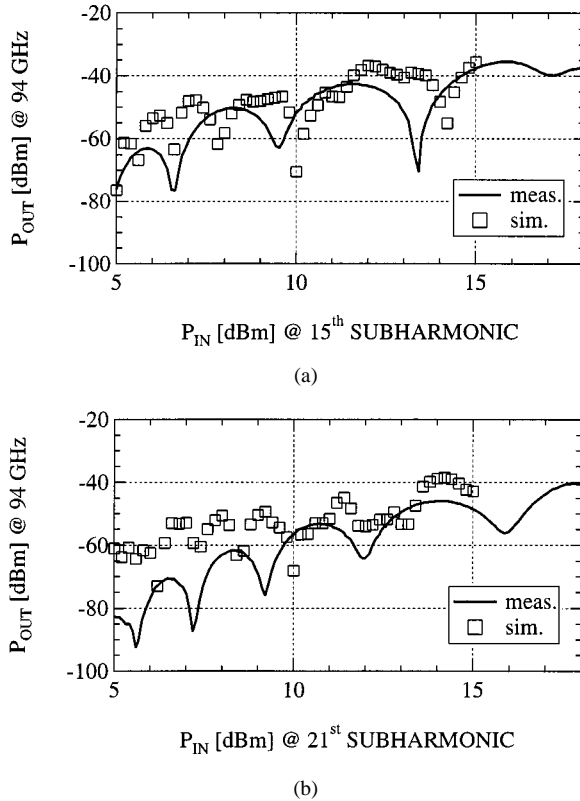 -20
-40
-60
-80
-100
P_OUT [dBm] @ 94 GHz
meas.
sim.
5 10 15
P_IN [dBm] @ 15th SUBHARMONIC
(a)
-20
-40
-60
-80
-100
P_OUT [dBm] @ 94 GHz
meas.
sim.
5 10 15
P_IN [dBm] @ 21st SUBHARMONIC
(b)